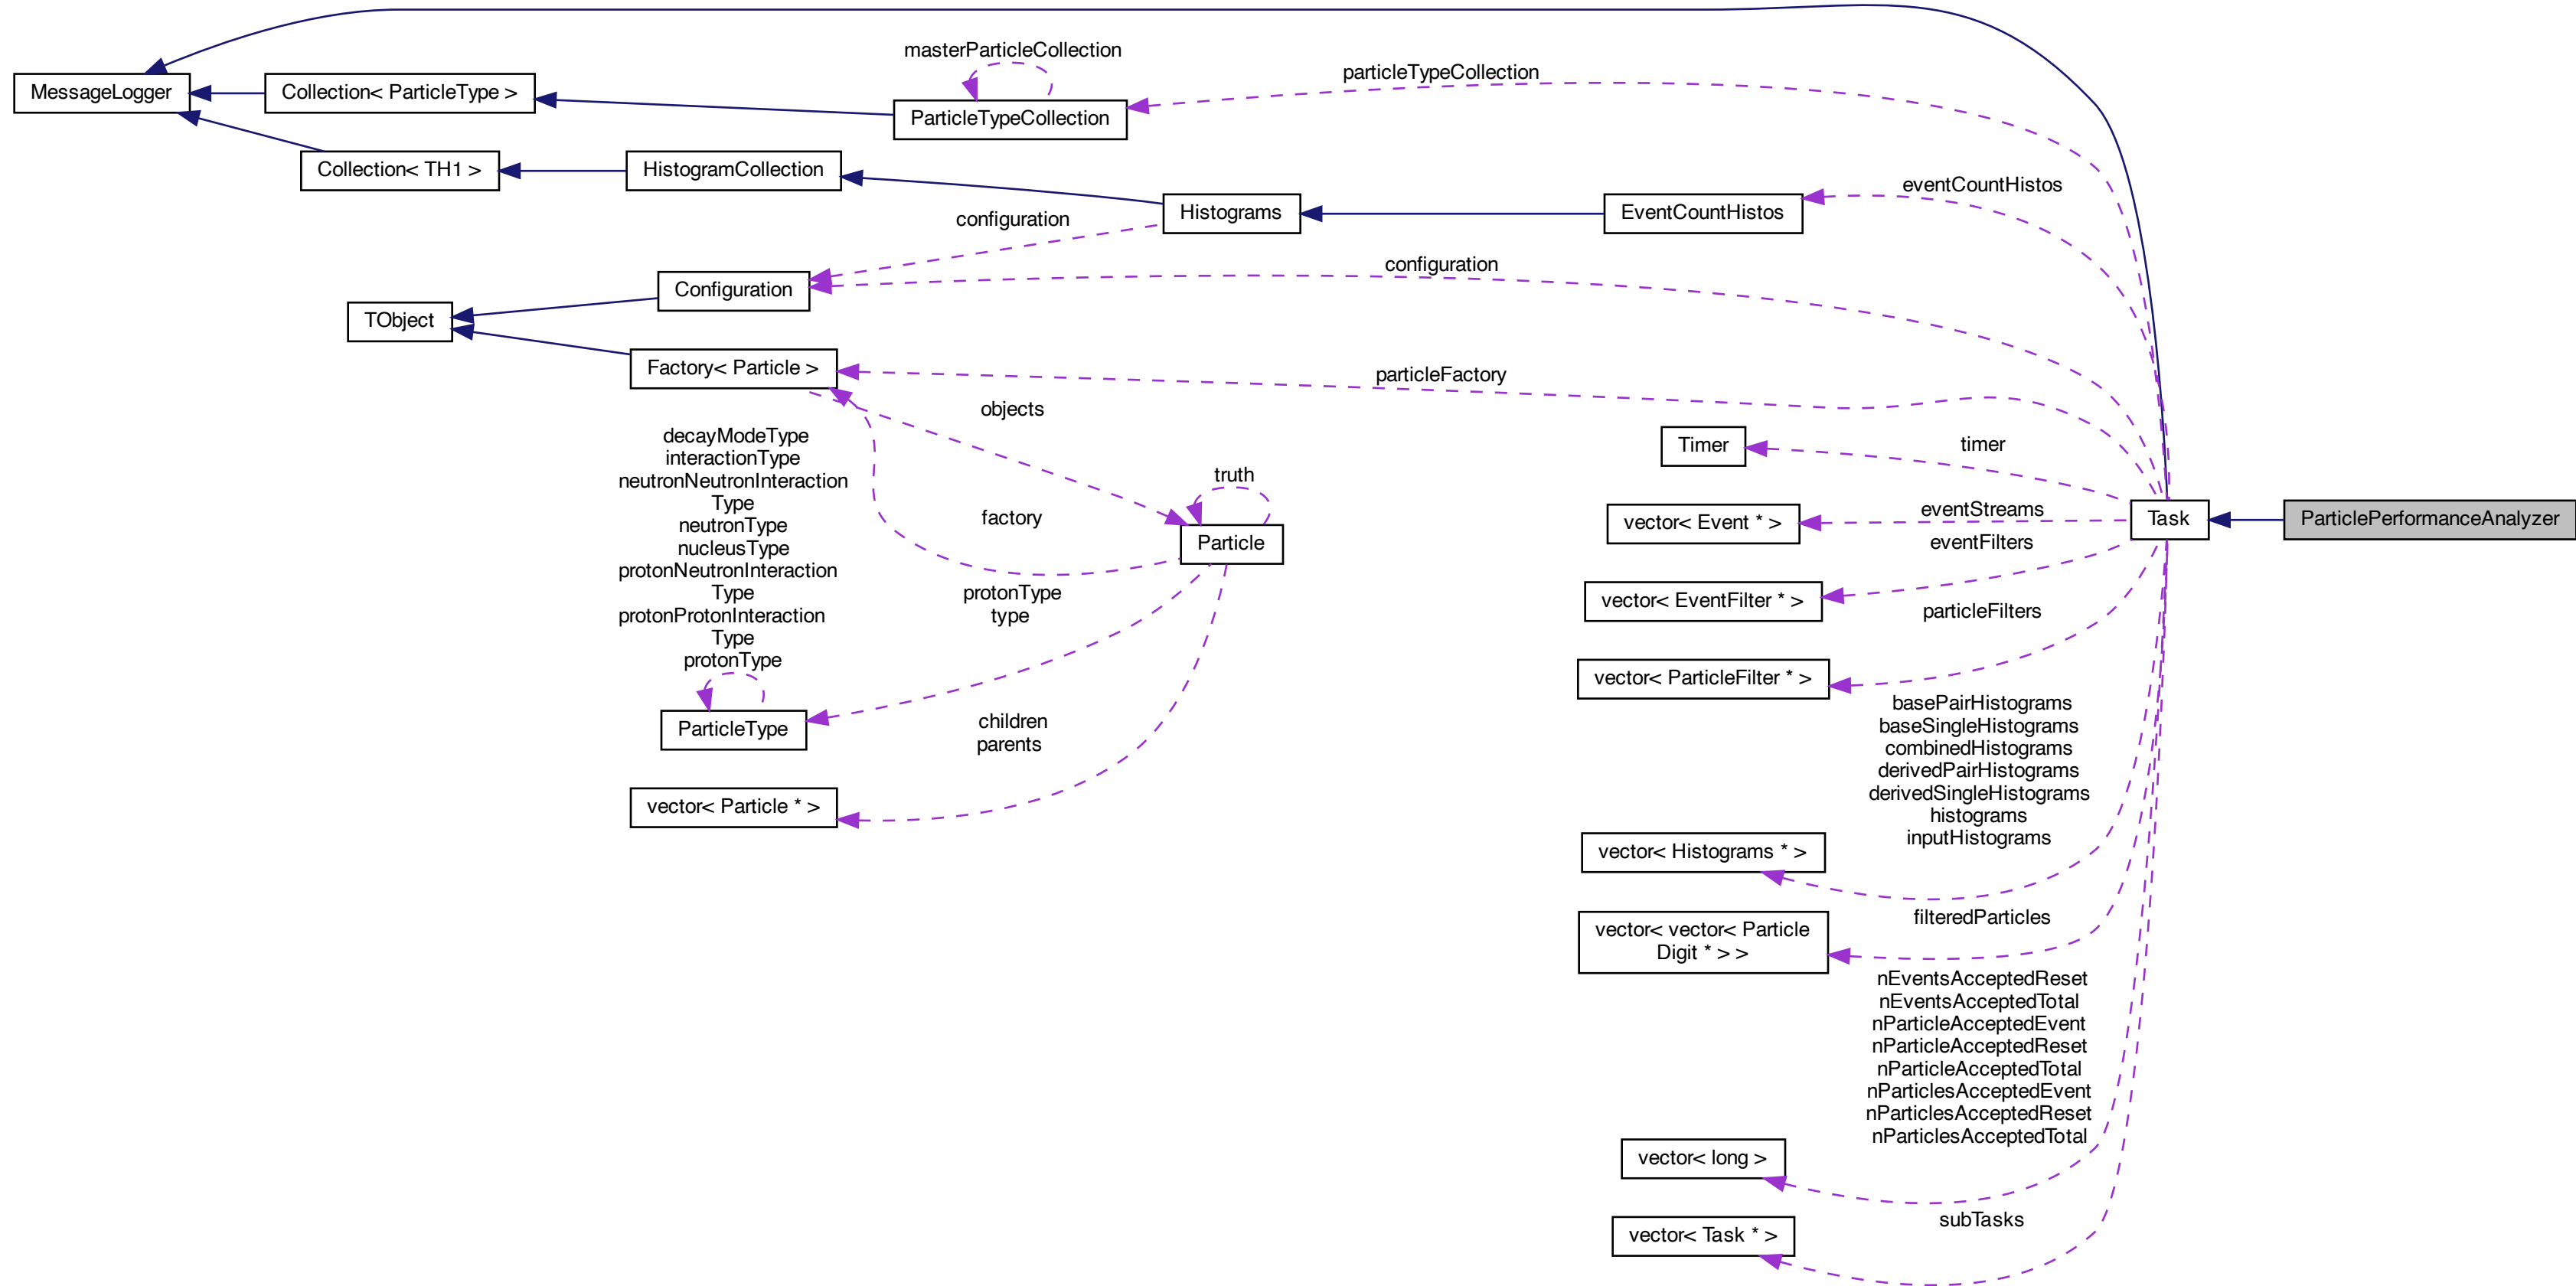 masterParticleCollection
particleTypeCollection
MessageLogger
Collection< ParticleType >
ParticleTypeCollection
Collection< TH1 >
HistogramCollection
eventCountHistos
configuration
Histograms
EventCountHistos
configuration
Configuration
TObject
Factory< Particle >
particleFactory
objects
decayModeType
interactionType
neutronNeutronInteraction
Type
neutronType
nucleusType
protonNeutronInteraction
Type
protonProtonInteraction
Type
protonType
truth
factory
Particle
protonType
type
ParticleType
children
parents
vector< Particle * >
Timer
timer
vector< Event * >
eventStreams
Task
ParticlePerformanceAnalyzer
eventFilters
vector< EventFilter * >
particleFilters
vector< ParticleFilter * >
basePairHistograms
baseSingleHistograms
combinedHistograms
derivedPairHistograms
derivedSingleHistograms
histograms
inputHistograms
vector< Histograms * >
filteredParticles
vector< vector< Particle
Digit * > >
nEventsAcceptedReset
nEventsAcceptedTotal
nParticleAcceptedEvent
nParticleAcceptedReset
nParticleAcceptedTotal
nParticlesAcceptedEvent
nParticlesAcceptedReset
nParticlesAcceptedTotal
vector< long >
subTasks
vector< Task * >